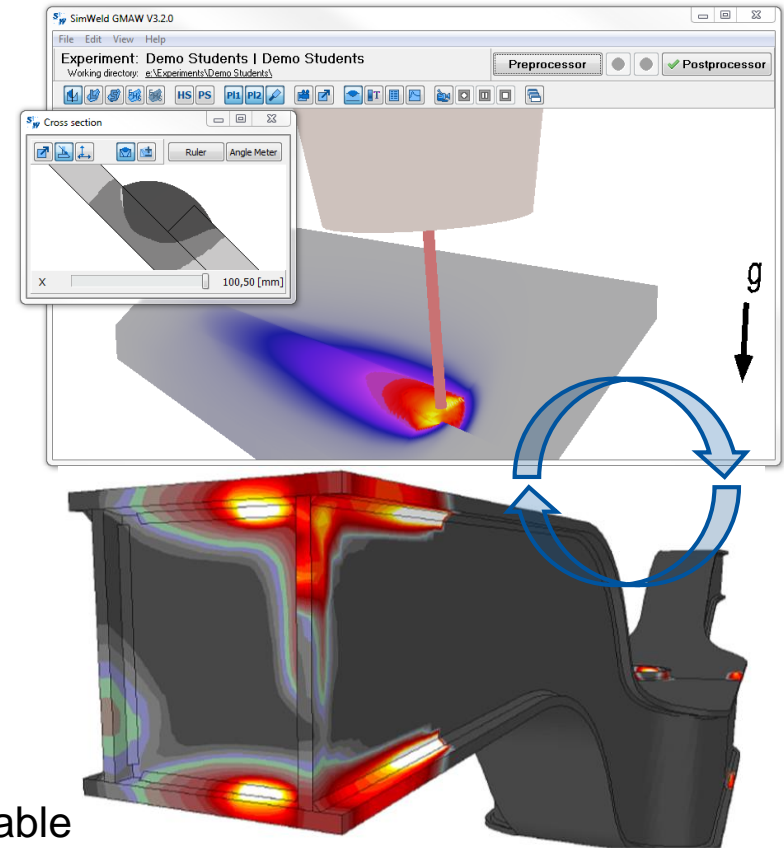 SimWeld GMAW V3.2.0
File Edit View Help
Experiment: Demo Students | Demo Students
Working directory: e:\Experiments\Demo Students\
Preprocessor
Postprocessor
HS PS Pl1 Pl2
T
Cross section
Ruler Angle Meter
X 100,50 [mm]
g
able